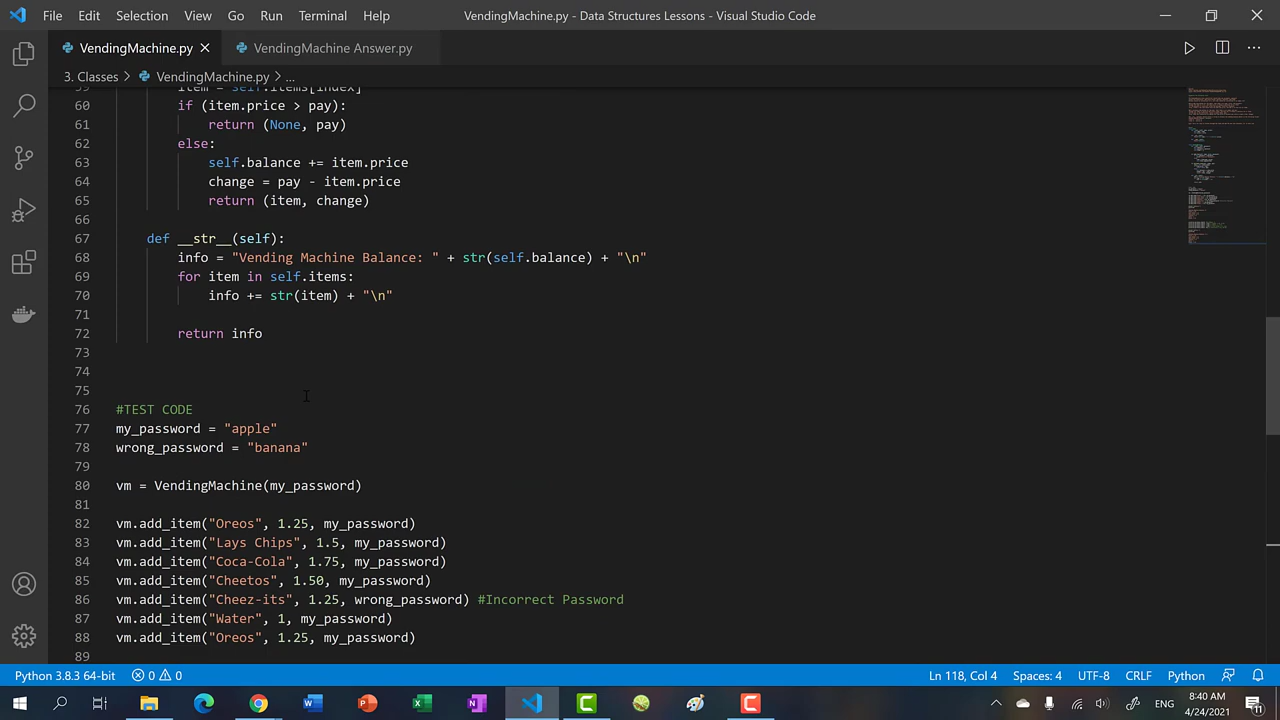 File Edit Selection View Go Run Terminal Help VendingMachine.py - Data Structures Lessons - Visual Studio Code
VendingMachine.py VendingMachine Answer.py
3. Classes > VendingMachine.py > ...
59 item = self.items[index]
60 if (item.price > pay):
61 return (None, pay)
62 else:
63 self.balance += item.price
64 change = pay - item.price
65 return (item, change)
66
67 def __str__(self):
68 info = "Vending Machine Balance: " + str(self.balance) + "\n"
69 for item in self.items:
70 info += str(item) + "\n"
71
72 return info
73
74
75
76 #TEST CODE
77 my_password = "apple"
78 wrong_password = "banana"
79
80 vm = VendingMachine(my_password)
81
82 vm.add_item("Oreos", 1.25, my_password)
83 vm.add_item("Lays Chips", 1.5, my_password)
84 vm.add_item("Coca-Cola", 1.75, my_password)
85 vm.add_item("Cheetos", 1.50, my_password)
86 vm.add_item("Cheez-its", 1.25, wrong_password) #Incorrect Password
87 vm.add_item("Water", 1, my_password)
88 vm.add_item("Oreos", 1.25, my_password)
89
Python 3.8.3 64-bit 0 0 Ln 118, Col 4 Spaces: 4 UTF-8 CRLF Python
ENG 8:40 AM
4/24/2021